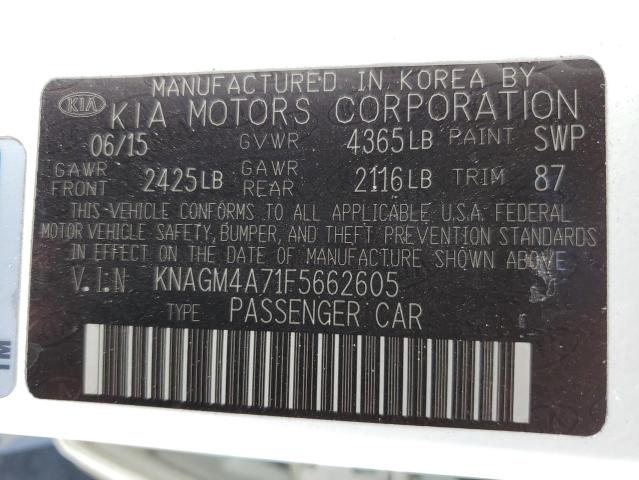 MANUFACTURED IN KOREA BY
KIA KIA MOTORS CORPORATION
06/15 GVWR 4365LB PAINT SWP
GAWR FRONT 2425LB GAWR REAR 2116LB TRIM 87
THIS VEHICLE CONFORMS TO ALL APPLICABLE U.S.A. FEDERAL
MOTOR VEHICLE SAFETY, BUMPER, AND THEFT PREVENTION STANDARDS
IN EFFECT ON THE DATE OF MANUFACTURE SHOWN ABOVE.
V.I.N KNAGM4A71F5662605
TYPE PASSENGER CAR
TM